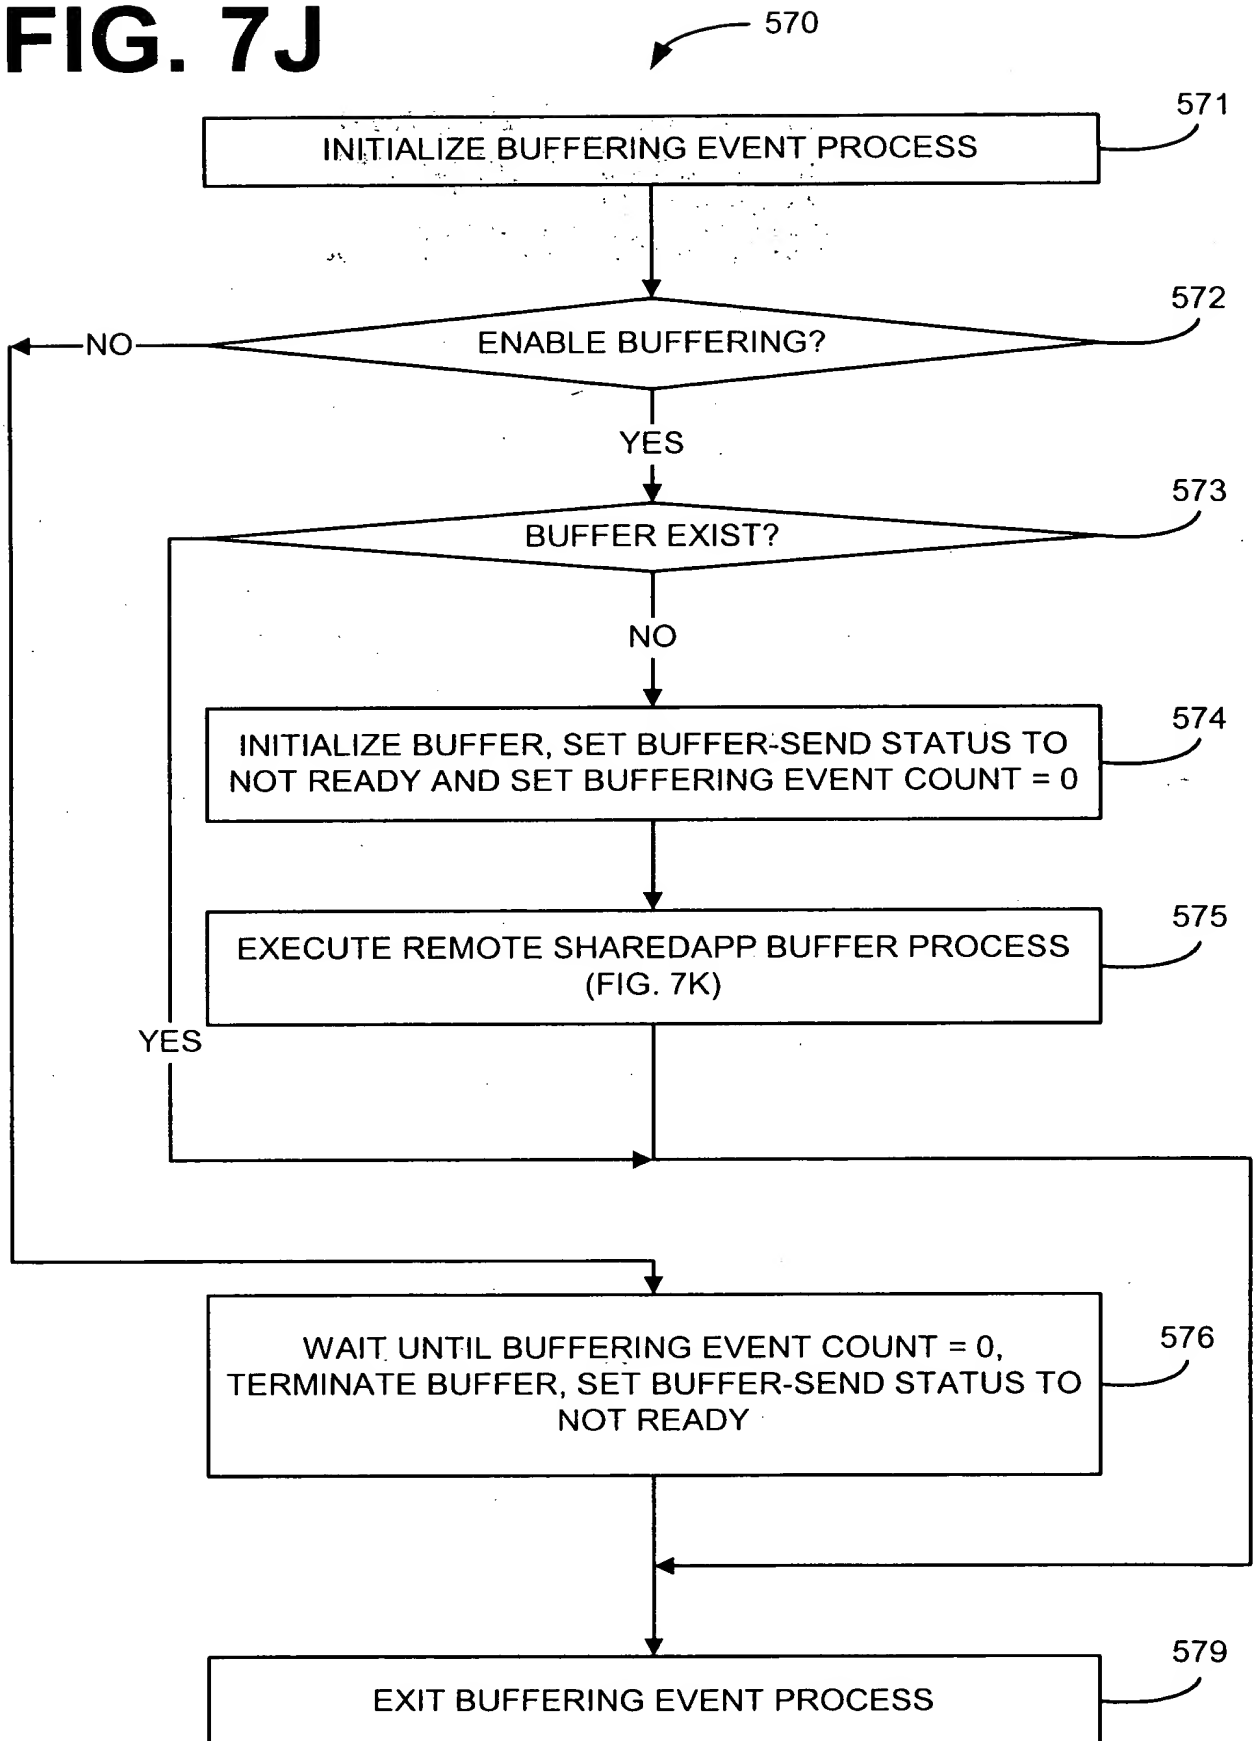 FIG. 7J
570
571
INITIALIZE BUFFERING EVENT PROCESS
572
ENABLE BUFFERING?
NO
YES
573
BUFFER EXIST?
NO
574
INITIALIZE BUFFER, SET BUFFER-SEND STATUS TO
NOT READY AND SET BUFFERING EVENT COUNT = 0
575
EXECUTE REMOTE SHAREDAPP BUFFER PROCESS
(FIG. 7K)
YES
576
WAIT UNTIL BUFFERING EVENT COUNT = 0,
TERMINATE BUFFER, SET BUFFER-SEND STATUS TO
NOT READY
579
EXIT BUFFERING EVENT PROCESS